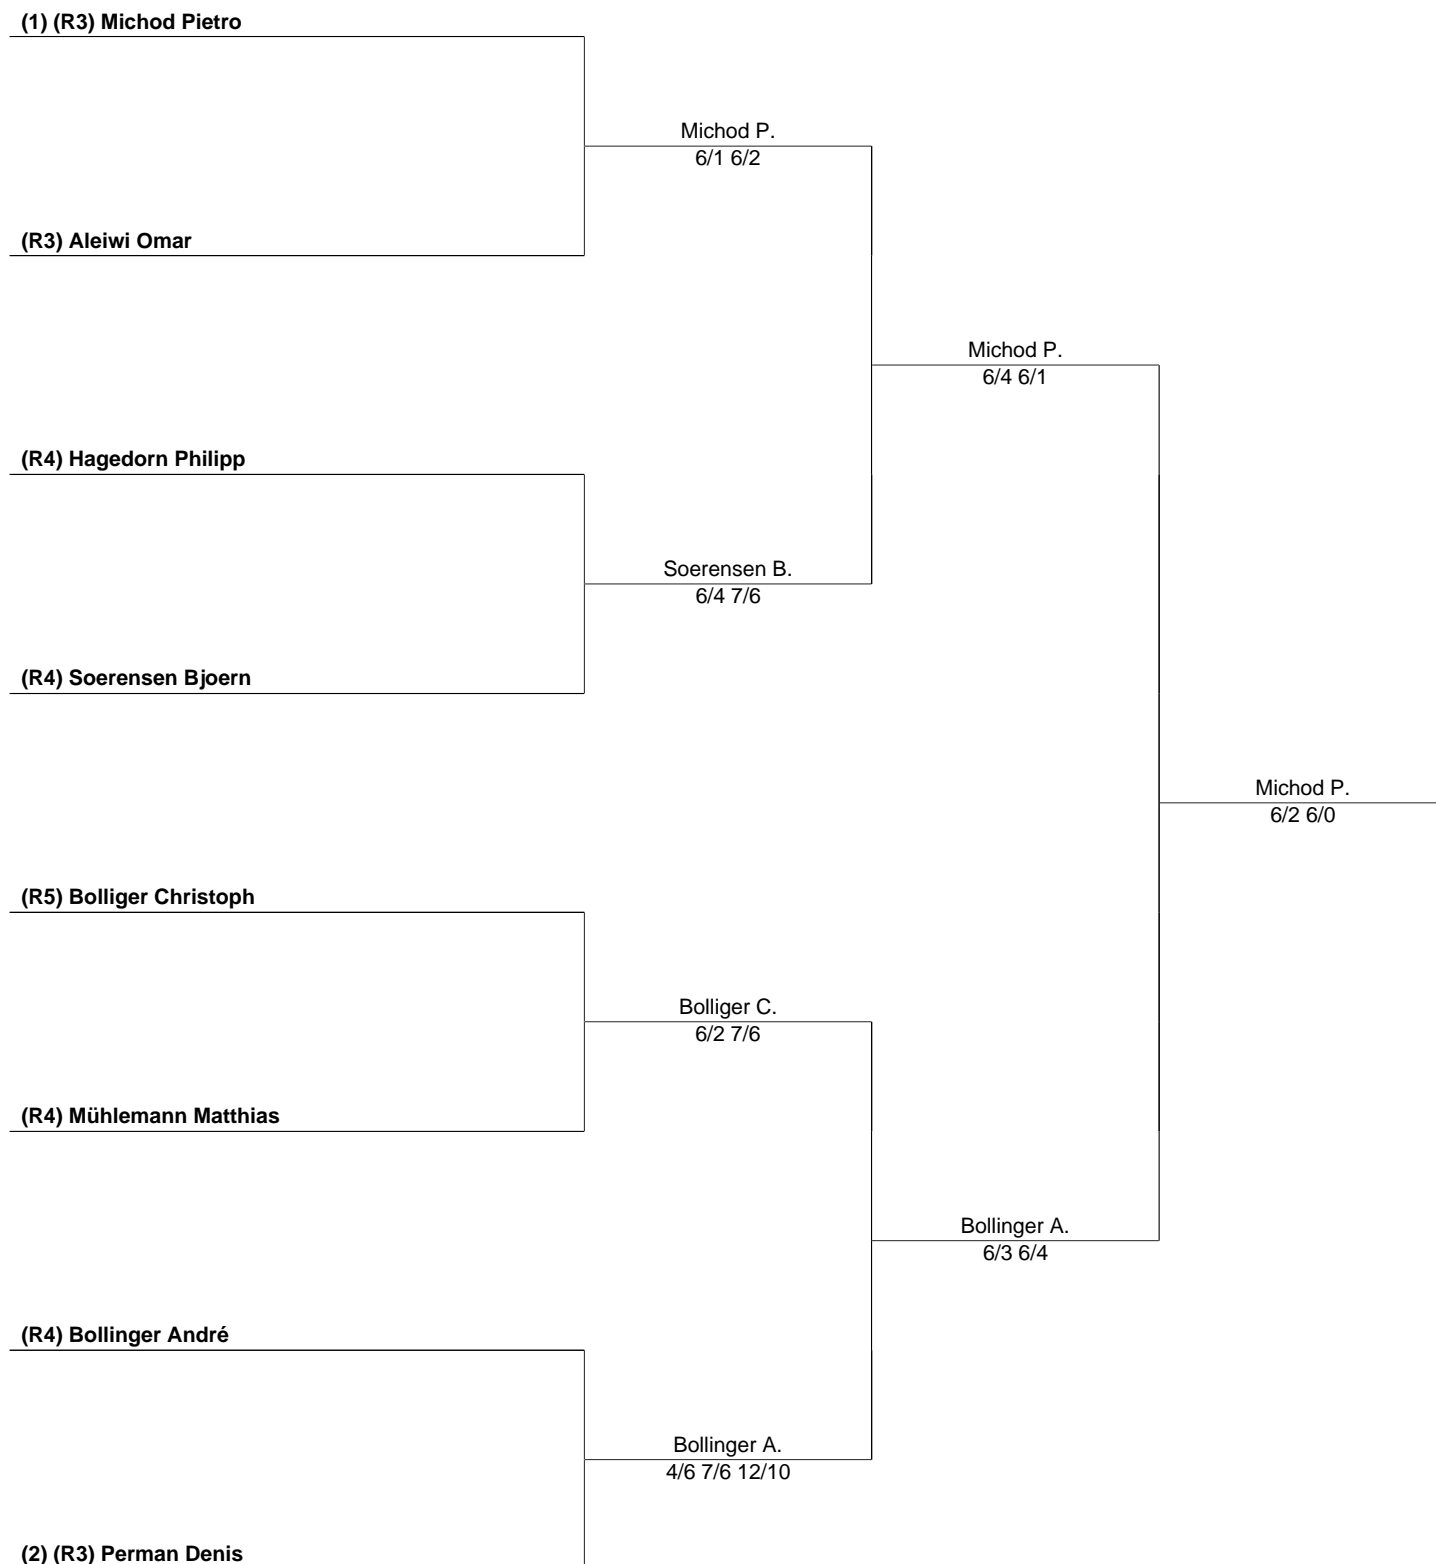 (1) (R3) Michod Pietro
Michod P.
6/1 6/2
(R3) Aleiwi Omar
Michod P.
6/4 6/1
(R4) Hagedorn Philipp
Soerensen B.
6/4 7/6
(R4) Soerensen Bjoern
Michod P.
6/2 6/0
(R5) Bolliger Christoph
Bolliger C.
6/2 7/6
(R4) Mühlemann Matthias
Bollinger A.
6/3 6/4
(R4) Bollinger André
Bollinger A.
4/6 7/6 12/10
(2) (R3) Perman Denis